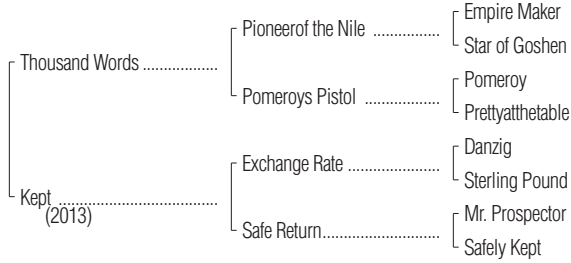 Empire Maker
Pioneerof the Nile .................
Star of Goshen
Thousand Words ...................
Pomeroy
Pomeroys Pistol ...................
Prettyatthetable
Danzig
Exchange Rate .......................
Sterling Pound
Kept ........................................
(2013)
Mr. Prospector
Safe Return..............................
Safely Kept